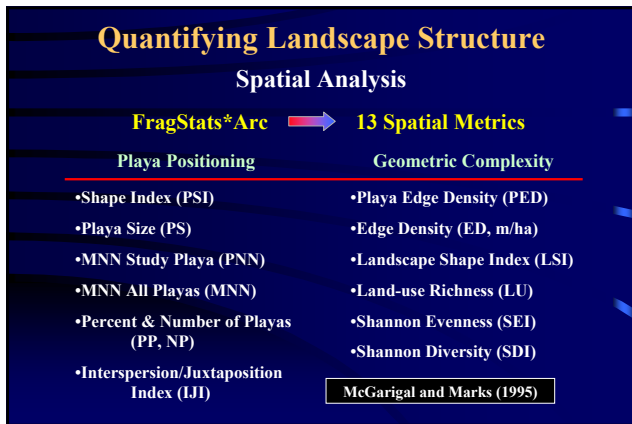 Quantifying Landscape Structure
Spatial Analysis
FragStats*Arc 13 Spatial Metrics
Playa Positioning
•Shape Index (PSI)
•Playa Size (PS)
•MNN Study Playa (PNN)
•MNN All Playas (MNN)
•Percent & Number of Playas
(PP, NP)
•Interspersion/Juxtaposition
Index (IJI)
Geometric Complexity
•Playa Edge Density (PED)
•Edge Density (ED, m/ha)
•Landscape Shape Index (LSI)
•Land-use Richness (LU)
•Shannon Evenness (SEI)
•Shannon Diversity (SDI)
McGarigal and Marks (1995)